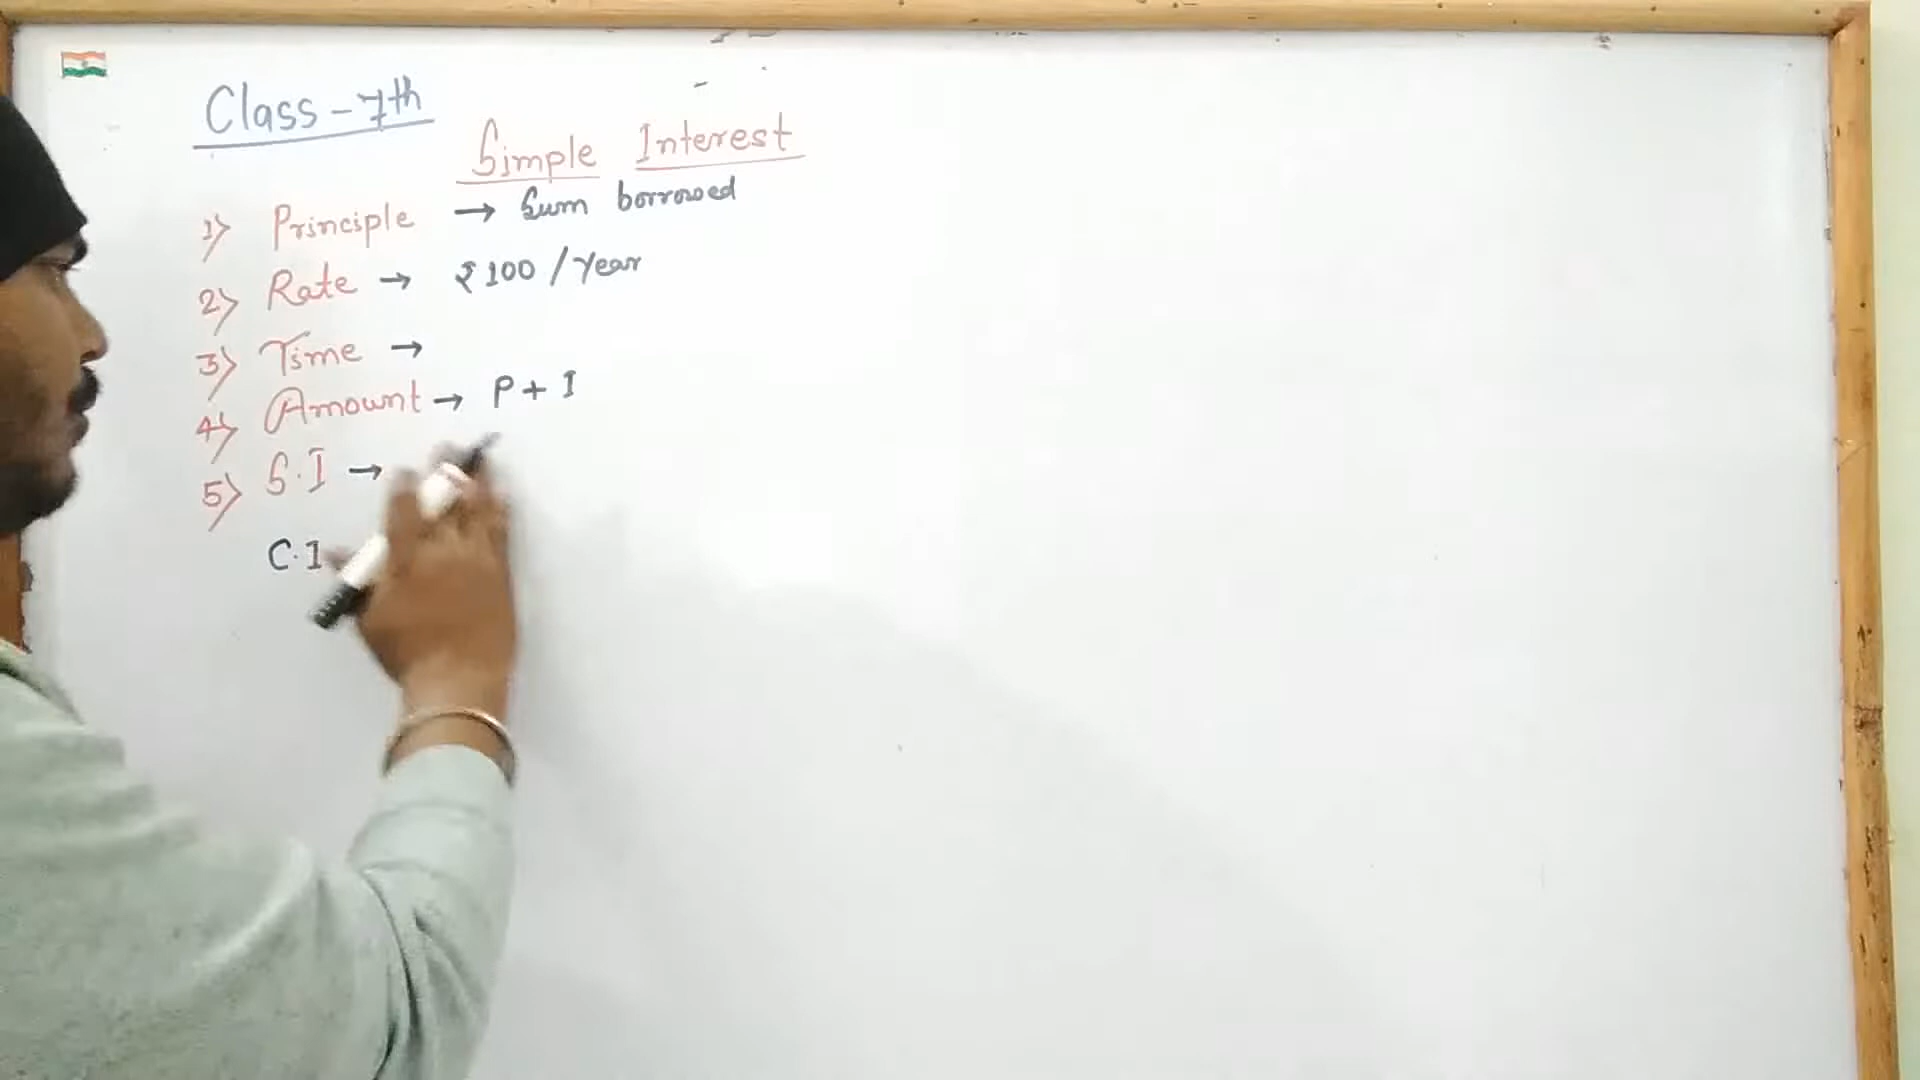 Class - 7th
Simple Interest
1) Principle → Sum borrowed
2) Rate → ₹100 / Year
3) Time →
4) Amount → P + I
5) S.I →
C.I